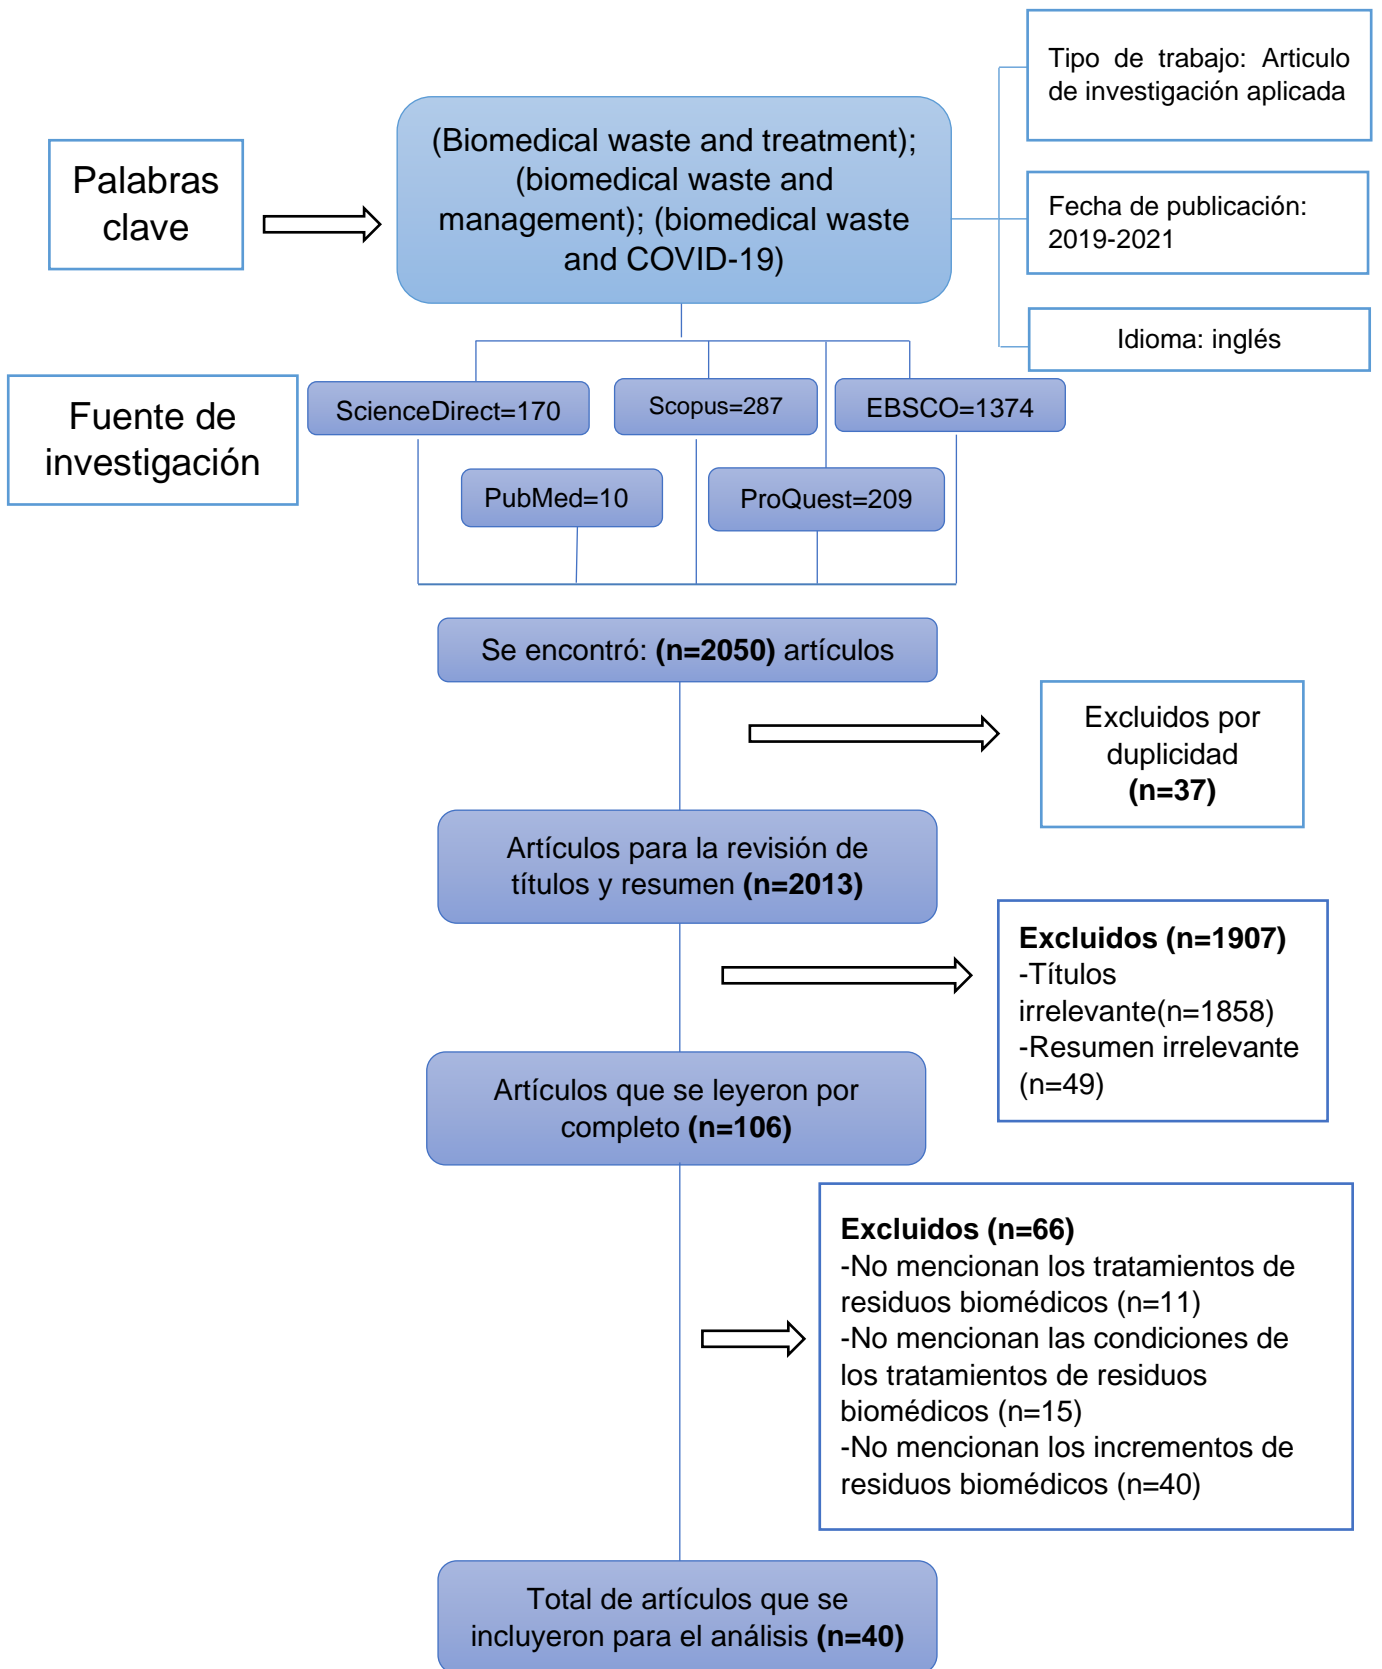 Tipo de trabajo: Articulo
de investigación aplicada
Palabras
clave
(Biomedical waste and treatment);
(biomedical waste and
management); (biomedical waste
and COVID-19)
Fecha de publicación:
2019-2021
Idioma: inglés
Fuente de
investigación
ScienceDirect=170
Scopus=287
EBSCO=1374
PubMed=10
ProQuest=209
Se encontró: (n=2050) artículos
Excluidos por
duplicidad
(n=37)
Artículos para la revisión de
títulos y resumen (n=2013)
Excluidos (n=1907)
-Títulos
irrelevante(n=1858)
-Resumen irrelevante
(n=49)
Artículos que se leyeron por
completo (n=106)
Excluidos (n=66)
-No mencionan los tratamientos de
residuos biomédicos (n=11)
-No mencionan las condiciones de
los tratamientos de residuos
biomédicos (n=15)
-No mencionan los incrementos de
residuos biomédicos (n=40)
Total de artículos que se
incluyeron para el análisis (n=40)